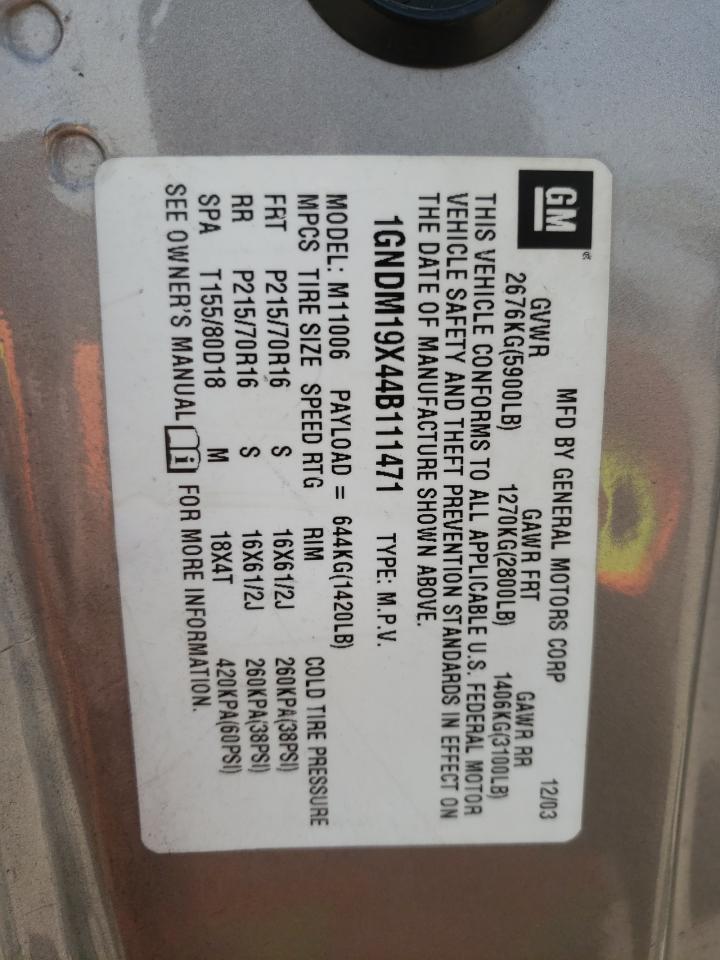 GM
MFD BY GENERAL MOTORS CORP 12/03
GVWR GAWR FRT GAWR RR
2676KG(5900LB) 1270KG(2800LB) 1406KG(3100LB)
THIS VEHICLE CONFORMS TO ALL APPLICABLE U.S. FEDERAL MOTOR
VEHICLE SAFETY AND THEFT PREVENTION STANDARDS IN EFFECT ON
THE DATE OF MANUFACTURE SHOWN ABOVE.
1GNDM19X44B111471 TYPE: M.P.V.
MODEL: M11006 PAYLOAD = 644KG(1420LB)
MPCS TIRE SIZE SPEED RTG RIM COLD TIRE PRESSURE
FRT P215/70R16 S 16X61/2J 260KPA(38PSI)
RR P215/70R16 S 16X61/2J 260KPA(38PSI)
SPA T155/80D18 M 18X4T 420KPA(60PSI)
SEE OWNER'S MANUAL i FOR MORE INFORMATION.